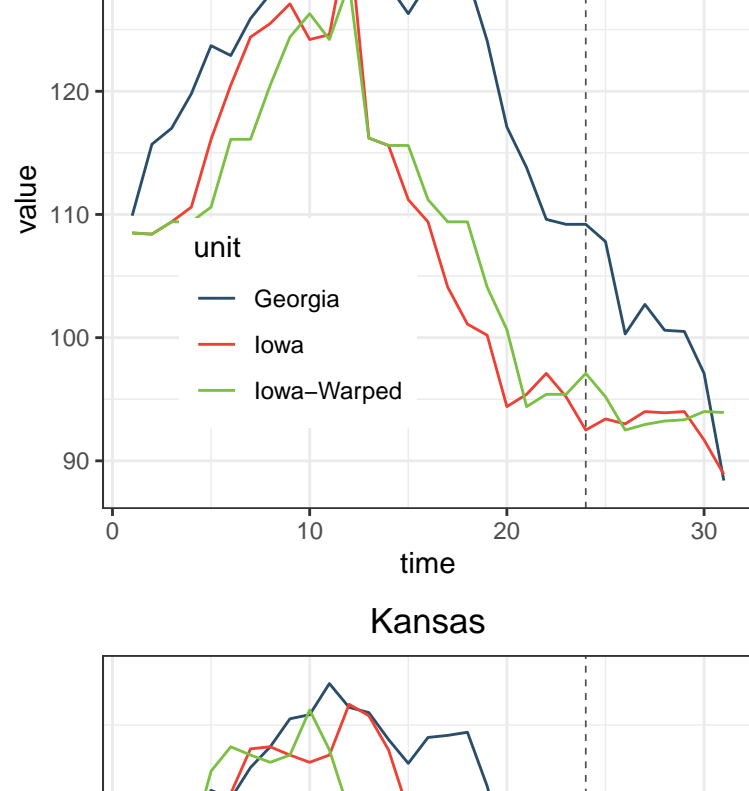 120
110
100
90
value
unit
Georgia
Iowa
Iowa−Warped
0 10 20 30
time
Kansas